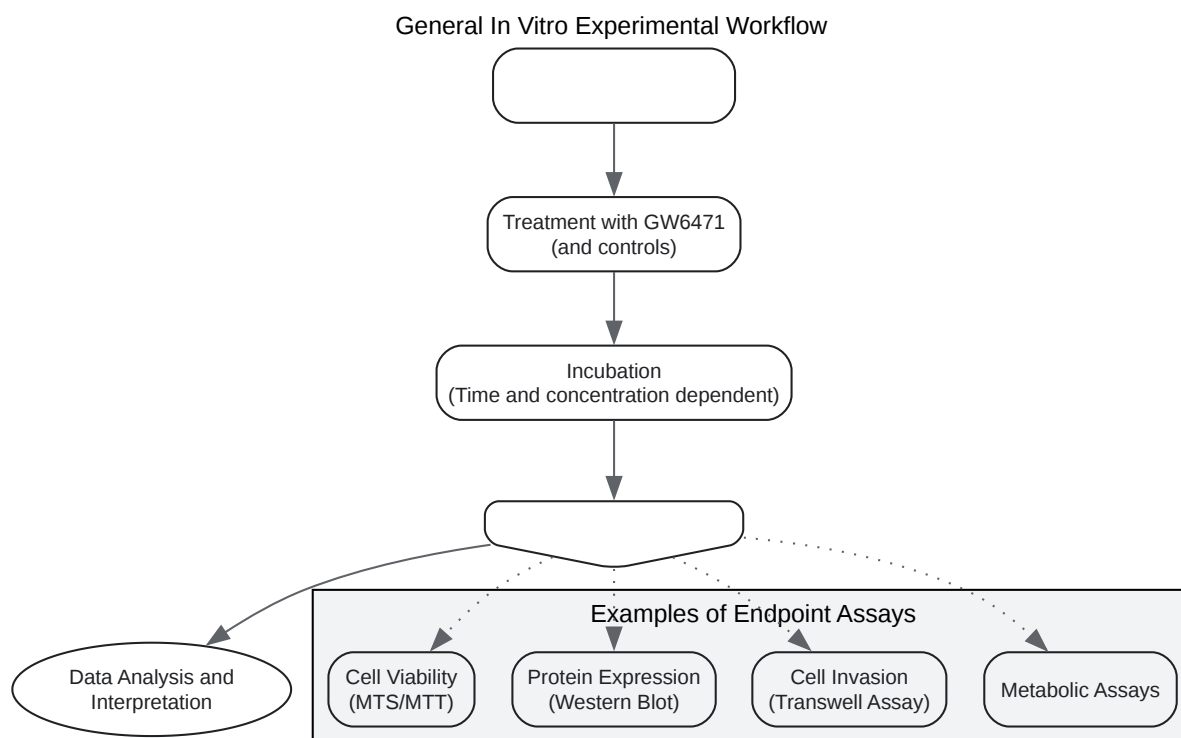 General In Vitro Experimental Workflow
Treatment with GW6471
(and controls)
Incubation
(Time and concentration dependent)
Examples of Endpoint Assays
Data Analysis and
Interpretation
Cell Viability
(MTS/MTT)
Protein Expression
(Western Blot)
Cell Invasion
(Transwell Assay)
Metabolic Assays